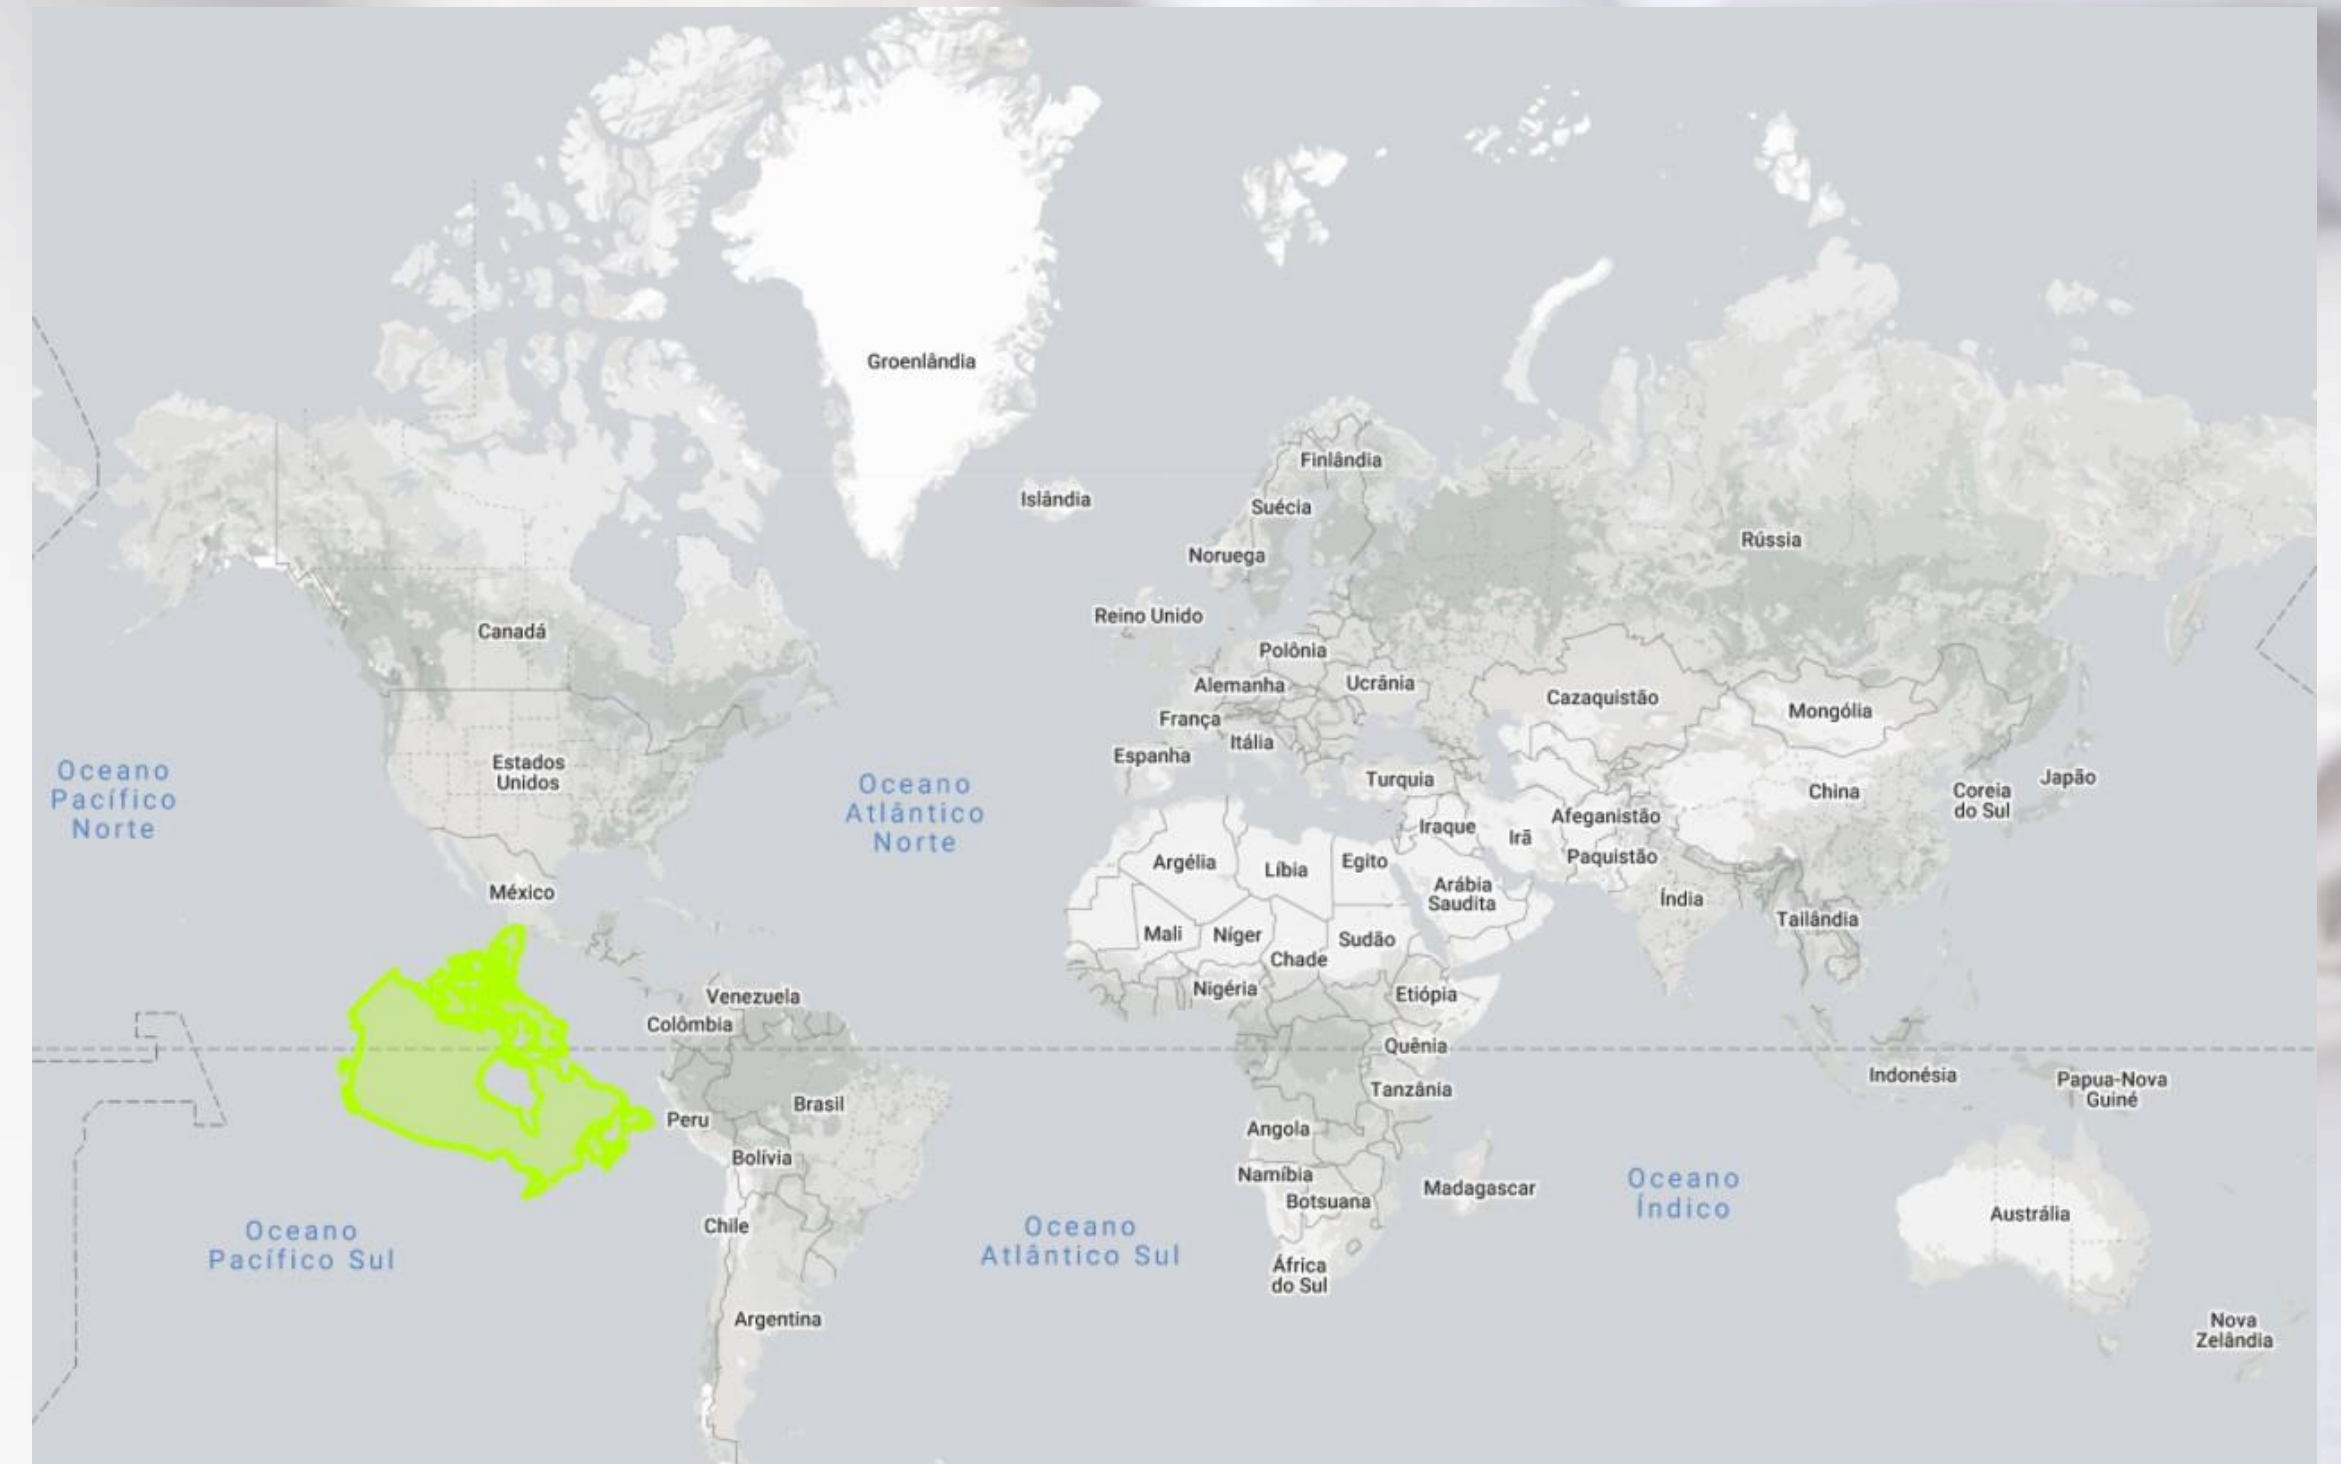 Groenlândia
Finlândia
Islândia
Suécia
Rússia
Noruega
Reino Unido
Canadá
Polônia
Alemanha
Ucrânia
Cazaquistão
Mongólia
França
Itália
Espanha
Estados
Unidos
Turquia
Oceano
Pacífico
Norte
Oceano
Atlântico
Norte
China
Coreia
do Sul
Japão
Iraque
Irã
Afeganistão
Paquistão
Argélia
Líbia
Egito
Arábia
Saudita
México
Índia
Tailândia
Mali
Níger
Sudão
Chade
Nigéria
Etiópia
Venezuela
Colômbia
Quênia
Indonésia
Papua-Nova
Guiné
Tanzânia
Brasil
Peru
Angola
Bolívia
Namíbia
Botsuana
Madagascar
Oceano
Índico
Austrália
Chile
Oceano
Pacífico Sul
Oceano
Atlântico Sul
África
do Sul
Argentina
Nova
Zelândia